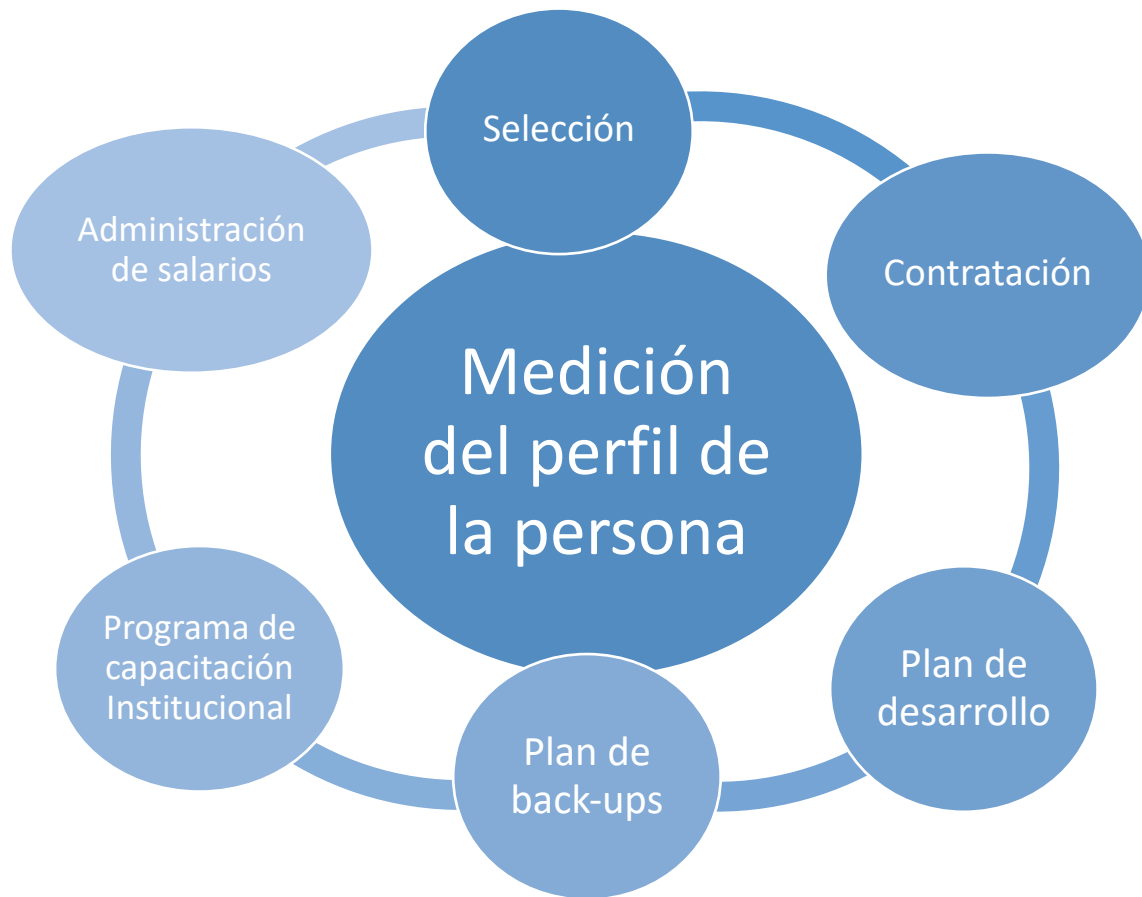 Selección
Contratación
Plan de
desarrollo
Plan de
back-ups
Programa de
capacitación
Institucional
Administración
de salarios
Medición
del perfil de
la persona